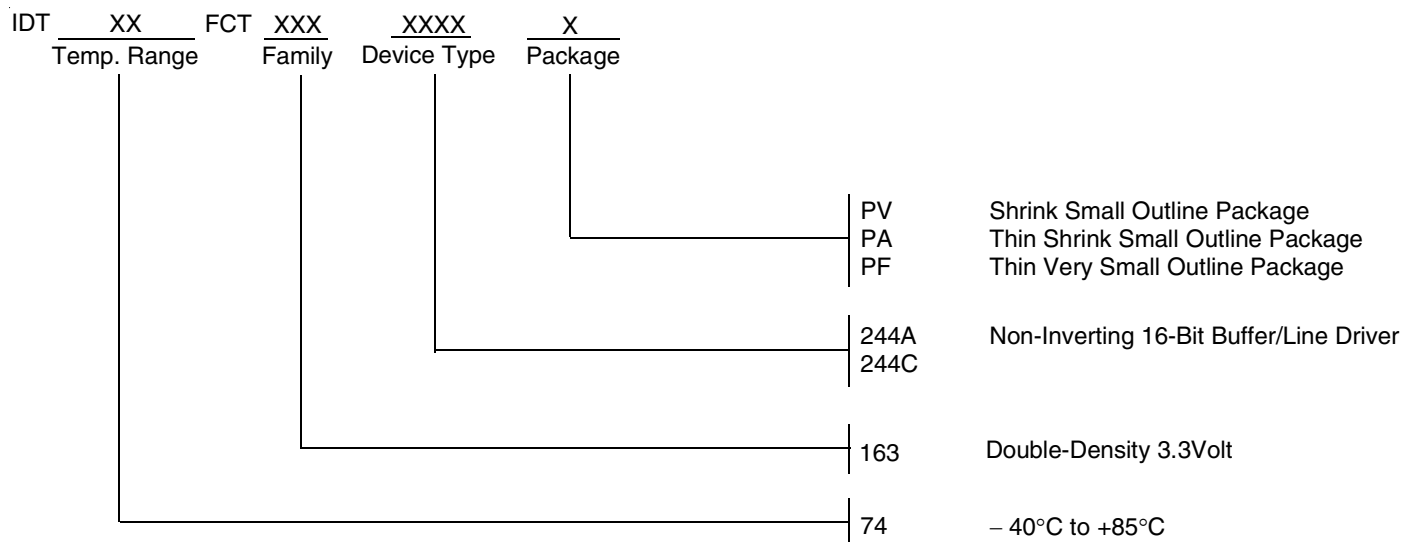 IDT XX FCT XXX XXXX X
Temp. Range Family Device Type Package
PV Shrink Small Outline Package
PA Thin Shrink Small Outline Package
PF Thin Very Small Outline Package
244A Non-Inverting 16-Bit Buffer/Line Driver
244C
163 Double-Density 3.3Volt
74 – 40°C to +85°C